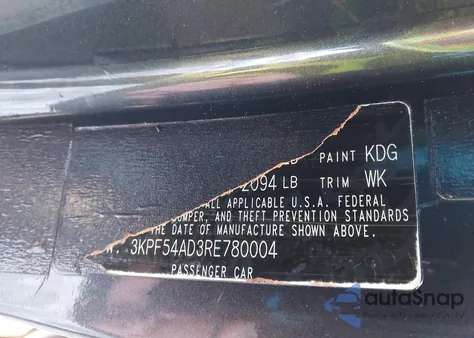 PAINT KDG
2094 LB TRIM WK
ALL APPLICABLE U.S.A. FEDERAL
BUMPER, AND THEFT PREVENTION STANDARDS
THE DATE OF MANUFACTURE SHOWN ABOVE.
3KPF54AD3RE780004
PASSENGER CAR
autoSnap